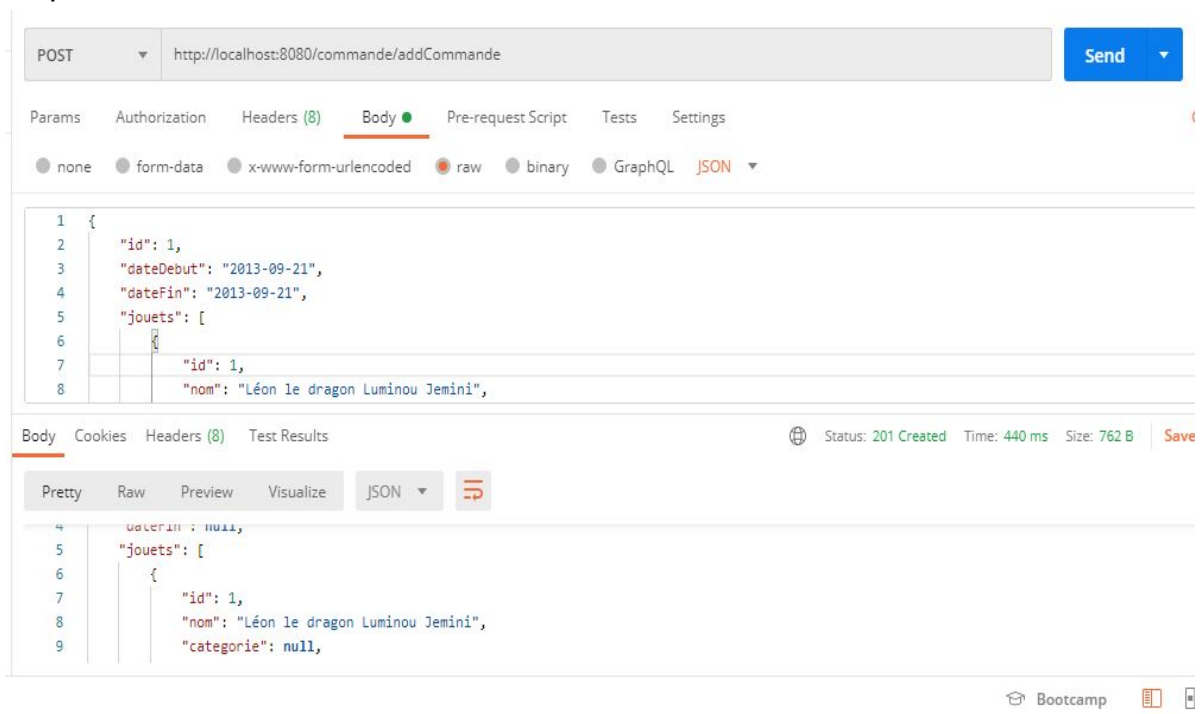 POST http://localhost:8080/commande/addCommande Send
Params Authorization Headers (8) Body Pre-request Script Tests Settings
none form-data x-www-form-urlencoded raw binary GraphQL JSON
1 {
2 "id": 1,
3 "dateDebut": "2013-09-21",
4 "dateFin": "2013-09-21",
5 "jouets": [
6 {
7 "id": 1,
8 "nom": "Léon le dragon Luminou Jemini",
Body Cookies Headers (8) Test Results Status: 201 Created Time: 440 ms Size: 762 B Save
Pretty Raw Preview Visualize JSON
4 "dateFin": null,
5 "jouets": [
6 {
7 "id": 1,
8 "nom": "Léon le dragon Luminou Jemini",
9 "categorie": null,
Bootcamp